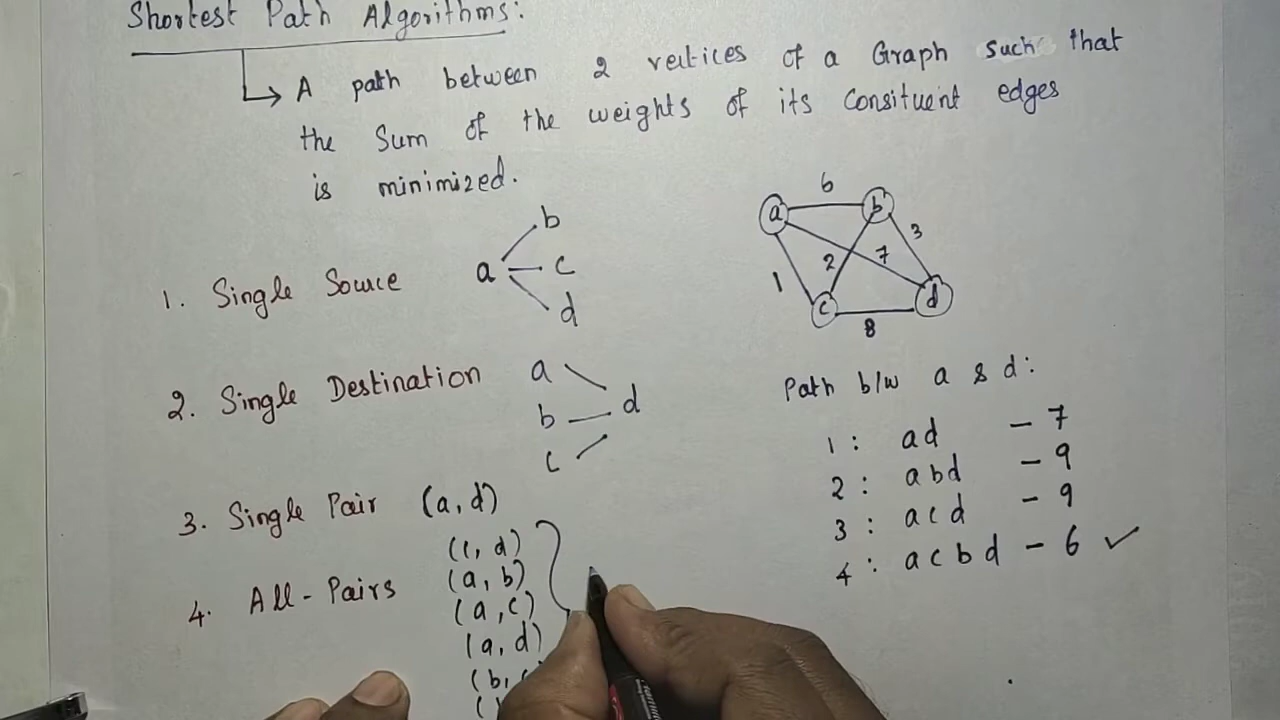 Shortest Path Algorithms:
A path between 2 vertices of a Graph such that
the sum of the weights of its consituent edges
is minimized.
1. Single Source
a
b
c
d
2. Single Destination
a
b
c
d
3. Single Pair (a, d)
4. All-Pairs
(c, d)
(a, b)
(a, c)
(a, d)
(b,
(
a 6 b
3
2 7
1
c d
8
Path b/w a & d:
1: ad - 7
2: abd - 9
3: acd - 9
4: acbd - 6 ✓